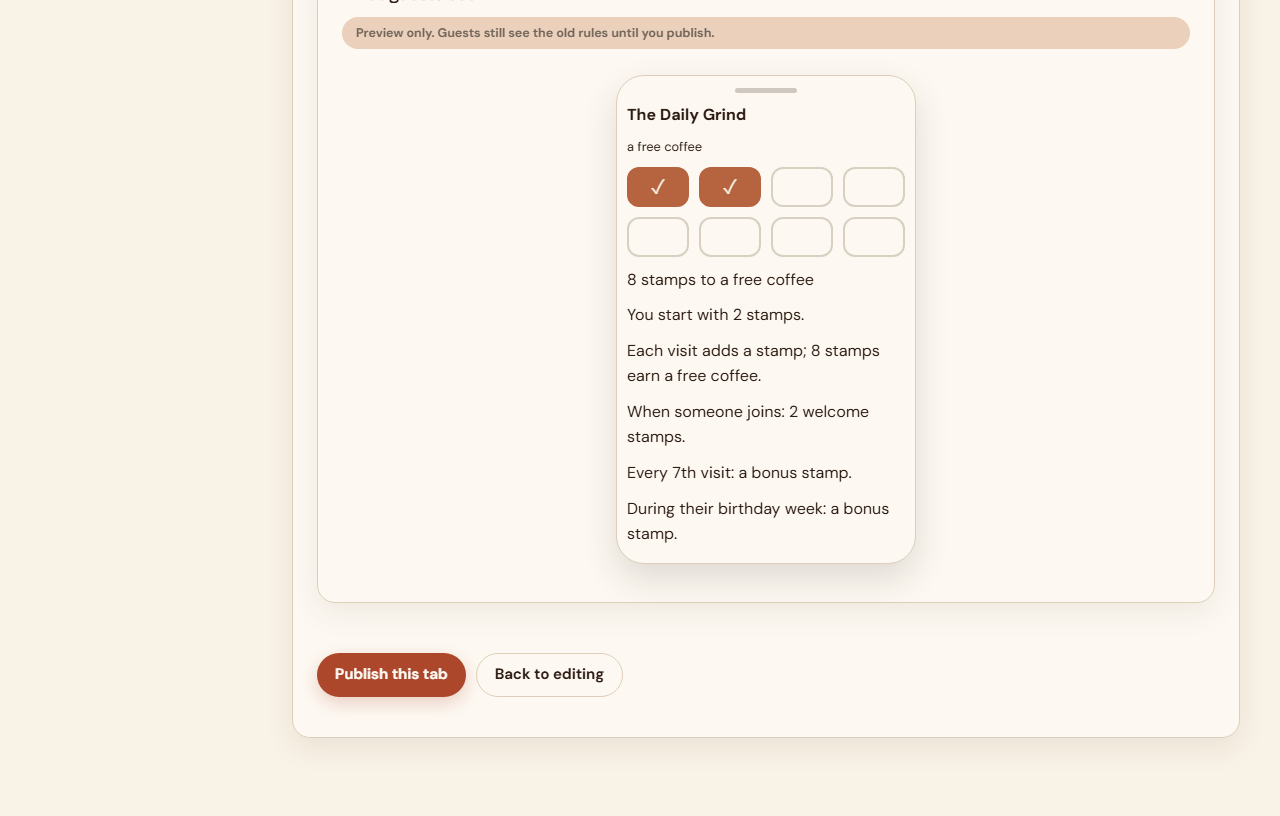 Preview only. Guests still see the old rules until you publish.
The Daily Grind
a free coffee
8 stamps to a free coffee
You start with 2 stamps.
Each visit adds a stamp; 8 stamps
earn a free coffee.
When someone joins: 2 welcome
stamps.
Every 7th visit: a bonus stamp.
During their birthday week: a bonus
stamp.
Publish this tab
Back to editing